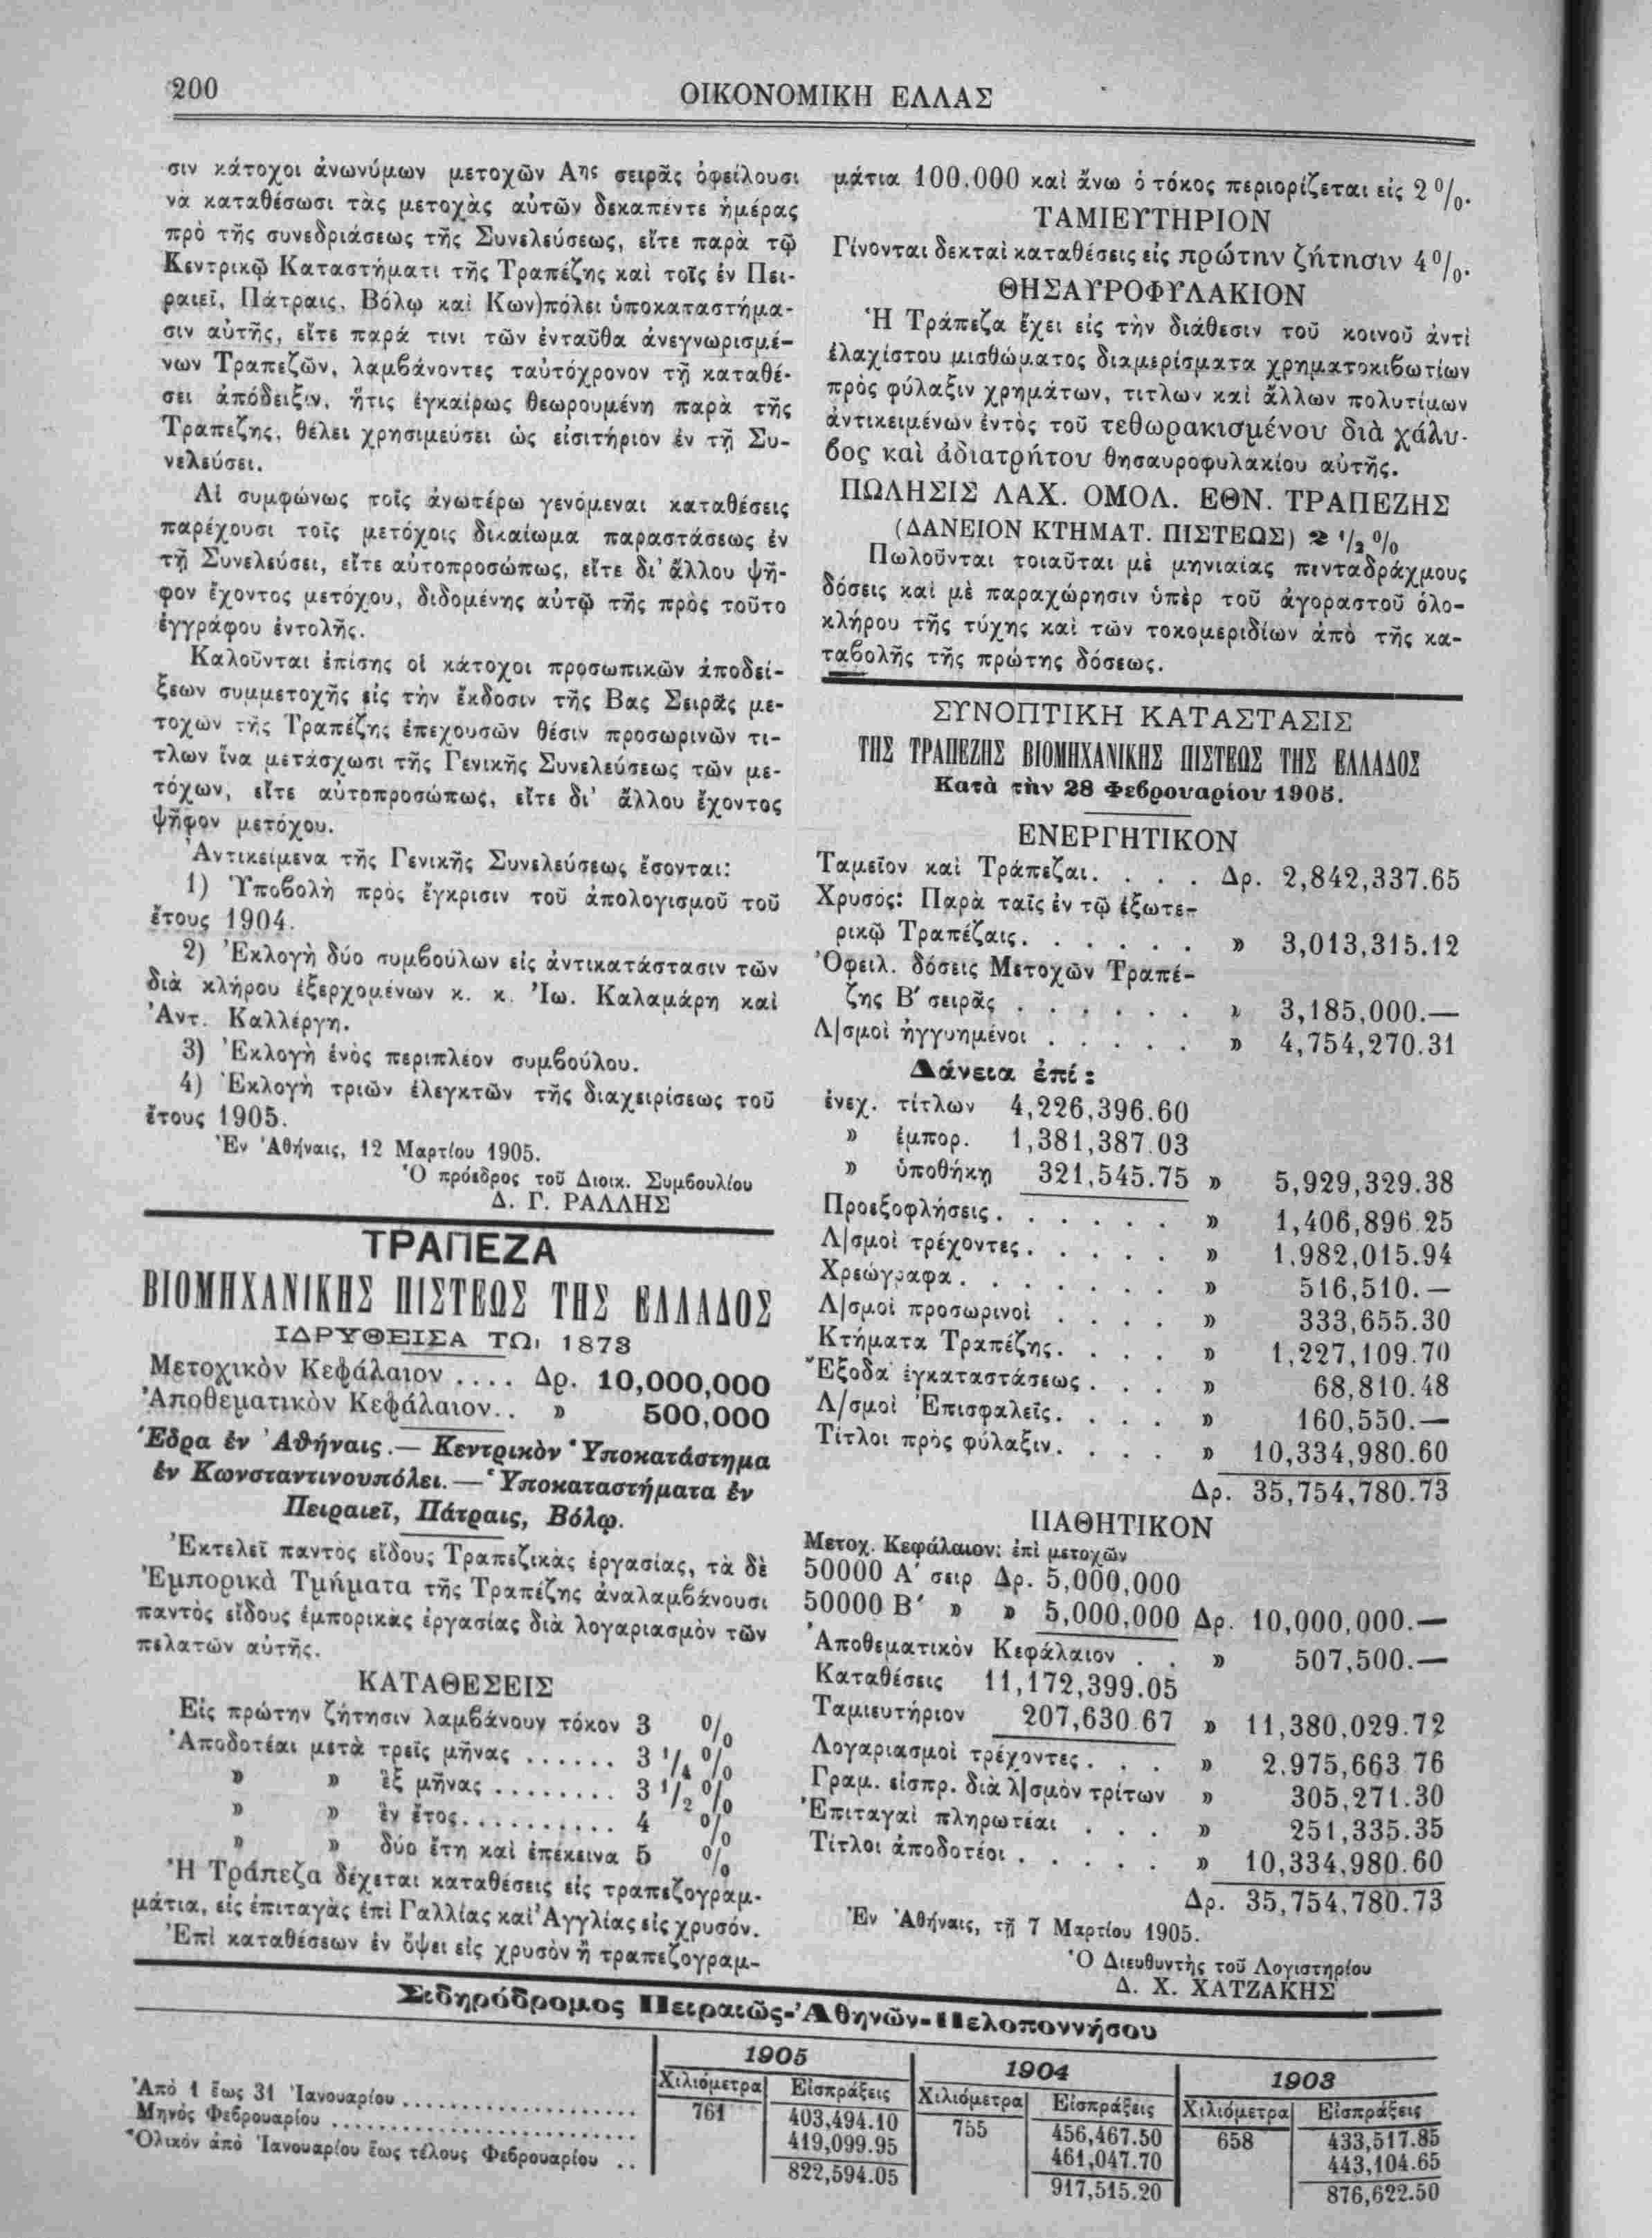 200
ΟΙΚΟΝΟΜΙΚΗ ΕΛΛΑΣ
σιν κάτοχοι ἀνωνύμων μετοχῶν Αης σειρᾶς ὀφείλουσι
νὰ καταθέσωσι τὰς μετοχὰς αὐτῶν δεκαπέντε ἡμέρας
πρὸ τῆς συνεδριάσεως τῆς Συνελεύσεως, εἴτε παρὰ τῷ
Κεντρικῷ Καταστήματι τῆς Τραπέζης καὶ τοῖς ἐν Πει-
ραιεῖ, Πάτραις, Βόλῳ καὶ Κων)πόλει ὑποκαταστήμα-
σιν αὐτῆς, εἴτε παρά τινι τῶν ἐνταῦθα ἀνεγνωρισμέ-
νων Τραπεζῶν, λαμβάνοντες ταὐτόχρονον τῇ καταθέ-
σει ἀπόδειξιν, ἥτις ἐγκαίρως θεωρουμένη παρὰ τῆς
Τραπέζης, θέλει χρησιμεύσει ὡς εἰσιτήριον ἐν τῇ Συ-
νελεύσει.
Αἱ συμφώνως τοῖς ἀνωτέρω γενόμεναι καταθέσεις
παρέχουσι τοῖς μετόχοις δικαίωμα παραστάσεως ἐν
τῇ Συνελεύσει, εἴτε αὐτοπροσώπως, εἴτε δι' ἄλλου ψῆ-
φον ἔχοντος μετόχου, διδομένης αὐτῷ τῆς πρὸς τοῦτο
ἐγγράφου ἐντολῆς.
Καλοῦνται ἐπίσης οἱ κάτοχοι προσωπικῶν ἀποδεί-
ξεων συμμετοχῆς εἰς τὴν ἔκδοσιν τῆς Βας Σειρᾶς με-
τοχῶν τῆς Τραπέζης ἐπεχουσῶν θέσιν προσωρινῶν τι-
τλων ἵνα μετάσχωσι τῆς Γενικῆς Συνελεύσεως τῶν με-
τόχων, εἴτε αὐτοπροσώπως, εἴτε δι' ἄλλου ἔχοντος
ψῆφον μετόχου.
Ἀντικείμενα τῆς Γενικῆς Συνελεύσεως ἔσονται:
1) Ὑποβολὴ πρὸς ἔγκρισιν τοῦ ἀπολογισμοῦ τοῦ
ἔτους 1904.
2) Ἐκλογὴ δύο συμβούλων εἰς ἀντικατάστασιν τῶν
διὰ κλήρου ἐξερχομένων κ. κ. Ἰω. Καλαμάρη καὶ
Ἀντ. Καλλέργη.
3) Ἐκλογὴ ἑνὸς περιπλέον συμβούλου.
4) Ἐκλογὴ τριῶν ἐλεγκτῶν τῆς διαχειρίσεως τοῦ
ἔτους 1905.
Ἐν Ἀθήναις, 12 Μαρτίου 1905.
Ὁ πρόεδρος τοῦ Διοικ. Συμβουλίου
Δ. Γ. ΡΑΛΛΗΣ
ΤΡΑΠΕΖΑ
ΒΙΟΜΗΧΑΝΙΚΗΣ ΠΙΣΤΕΩΣ ΤΗΣ ΕΛΛΑΔΟΣ
ΙΔΡΥΘΕΙΣΑ ΤΩι 1873
Μετοχικὸν Κεφάλαιον .... Δρ. 10,000,000
Ἀποθεματικὸν Κεφάλαιον.. » 500,000
Ἕδρα ἐν Ἀθήναις.— Κεντρικὸν Ὑποκατάστημα
ἐν Κωνσταντινουπόλει.— Ὑποκαταστήματα ἐν
Πειραιεῖ, Πάτραις, Βόλῳ.
Ἐκτελεῖ παντὸς εἴδους Τραπεζικὰς ἐργασίας, τὰ δὲ
Ἐμπορικὰ Τμήματα τῆς Τραπέζης ἀναλαμβάνουσι
παντὸς εἴδους ἐμπορικὰς ἐργασίας διὰ λογαριασμὸν τῶν
πελατῶν αὐτῆς.
ΚΑΤΑΘΕΣΕΙΣ
Εἰς πρώτην ζήτησιν λαμβάνουν τόκον 3 %
Ἀποδοτέαι μετὰ τρεῖς μῆνας ...... 3 1/4 %
» » ἓξ μῆνας ......... 3 1/2 %
» » ἓν ἔτος........... 4 %
» » δύο ἔτη καὶ ἐπέκεινα 5 %
Ἡ Τράπεζα δέχεται καταθέσεις εἰς τραπεζογραμ-
μάτια, εἰς ἐπιταγὰς ἐπὶ Γαλλίας καὶ Ἀγγλίας εἰς χρυσόν.
Ἐπὶ καταθέσεων ἐν ὄψει εἰς χρυσὸν ἢ τραπεζογραμ-
μάτια 100.000 καὶ ἄνω ὁ τόκος περιορίζεται εἰς 2 %.
ΤΑΜΙΕΥΤΗΡΙΟΝ
Γίνονται δεκταὶ καταθέσεις εἰς πρώτην ζήτησιν 4 %.
ΘΗΣΑΥΡΟΦΥΛΑΚΙΟΝ
Ἡ Τράπεζα ἔχει εἰς τὴν διάθεσιν τοῦ κοινοῦ ἀντὶ
ἐλαχίστου μισθώματος διαμερίσματα χρηματοκιβωτίων
πρὸς φύλαξιν χρημάτων, τιτλων καὶ ἄλλων πολυτίμων
ἀντικειμένων ἐντὸς τοῦ τεθωρακισμένου διὰ χάλυ-
βος καὶ ἀδιατρήτου θησαυροφυλακίου αὐτῆς.
ΠΩΛΗΣΙΣ ΛΑΧ. ΟΜΟΛ. ΕΘΝ. ΤΡΑΠΕΖΗΣ
(ΔΑΝΕΙΟΝ ΚΤΗΜΑΤ. ΠΙΣΤΕΩΣ) 2 1/2 %
Πωλοῦνται τοιαῦται μὲ μηνιαίας πενταδράχμους
δόσεις καὶ μὲ παραχώρησιν ὑπὲρ τοῦ ἀγοραστοῦ ὁλο-
κλήρου τῆς τύχης καὶ τῶν τοκομεριδίων ἀπὸ τῆς κα-
ταβολῆς τῆς πρώτης δόσεως.
ΣΥΝΟΠΤΙΚΗ ΚΑΤΑΣΤΑΣΙΣ
ΤΗΣ ΤΡΑΠΕΖΗΣ ΒΙΟΜΗΧΑΝΙΚΗΣ ΠΙΣΤΕΩΣ ΤΗΣ ΕΛΛΑΔΟΣ
Κατὰ τὴν 28 Φεβρουαρίου 1905.
ΕΝΕΡΓΗΤΙΚΟΝ
Ταμεῖον καὶ Τράπεζαι. . . . Δρ. 2,842,337.65
Χρυσός: Παρὰ ταῖς ἐν τῷ ἐξωτε-
ρικῷ Τραπέζαις. . . . . . » 3,013,315.12
Ὀφειλ. δόσεις Μετοχῶν Τραπέ-
ζης Β' σειρᾶς . . . . . . » 3,185,000.—
Λ|σμοὶ ἠγγυημένοι . . . . . » 4,754,270.31
Δάνεια ἐπί:
ἐνεχ. τίτλων 4,226,396.60
» ἐμπορ. 1,381,387.03
» ὑποθήκῃ 321,545.75 » 5,929,329.38
Προεξοφλήσεις. . . . . . » 1,406,896.25
Λ|σμοὶ τρέχοντες. . . . . » 1.982,015.94
Χρεώγραφα. . . . . . . » 516,510.—
Λ|σμοὶ προσωρινοὶ . . . . » 333,655.30
Κτήματα Τραπέζης. . . . » 1,227,109.70
Ἔξοδα ἐγκαταστάσεως . . . » 68,810.48
Λ/σμοὶ Ἐπισφαλεῖς. . . . » 160,550.—
Τίτλοι πρὸς φύλαξιν. . . . » 10,334,980.60
Δρ. 35,754,780.73
ΠΑΘΗΤΙΚΟΝ
Μετοχ. Κεφάλαιον: ἐπὶ μετοχῶν
50000 Α' σειρ. Δρ. 5,000,000
50000 Β' » » 5,000,000 Δρ. 10,000,000.—
Ἀποθεματικὸν Κεφάλαιον . . » 507,500.—
Καταθέσεις 11,172,399.05
Ταμιευτήριον 207,630.67 » 11,380,029.72
Λογαριασμοὶ τρέχοντες. . . » 2.975,663 76
Γραμ. εἰσπρ. διὰ λ|σμὸν τρίτων » 305,271.30
Ἐπιταγαὶ πληρωτέαι . . . » 251,335.35
Τίτλοι ἀποδοτέοι . . . . . » 10,334,980.60
Δρ. 35,754,780.73
Ἐν Ἀθήναις, τῇ 7 Μαρτίου 1905.
Ὁ Διευθυντὴς τοῦ Λογιστηρίου
Δ. Χ. ΧΑΤΖΑΚΗΣ
Σιδηρόδρομος Πειραιῶς-Ἀθηνῶν-Πελοποννήσου
1905 1904 1903
Χιλιόμετρα Εἰσπράξεις Χιλιόμετρα Εἰσπράξεις Χιλιόμετρα Εἰσπράξεις
Ἀπὸ 1 ἕως 31 Ἰανουαρίου .......... 761 403,494.10 755 456,467.50 658 433,517.85
Μηνὸς Φεβρουαρίου .......... 419,099.95 461,047.70 443,104.65
Ὁλικὸν ἀπὸ Ἰανουαρίου ἕως τέλους Φεβρουαρίου .. 822,594.05 917,515.20 876,622.50